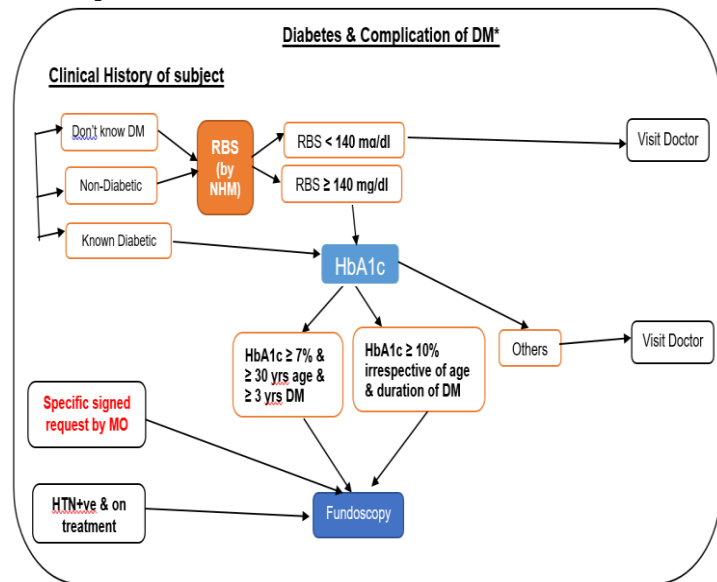 Diabetes & Complication of DM*
Clinical History of subject
Don't know DM
Non-Diabetic
Known Diabetic
RBS
(by
NHM)
RBS < 140 mg/dl
RBS ≥ 140 mg/dl
Visit Doctor
HbA1c
HbA1c ≥ 7% &
≥ 30 yrs age &
≥ 3 yrs DM
HbA1c ≥ 10%
irrespective of age
& duration of DM
Others
Visit Doctor
Specific signed
request by MO
HTN+ve & on
treatment
Fundoscopy